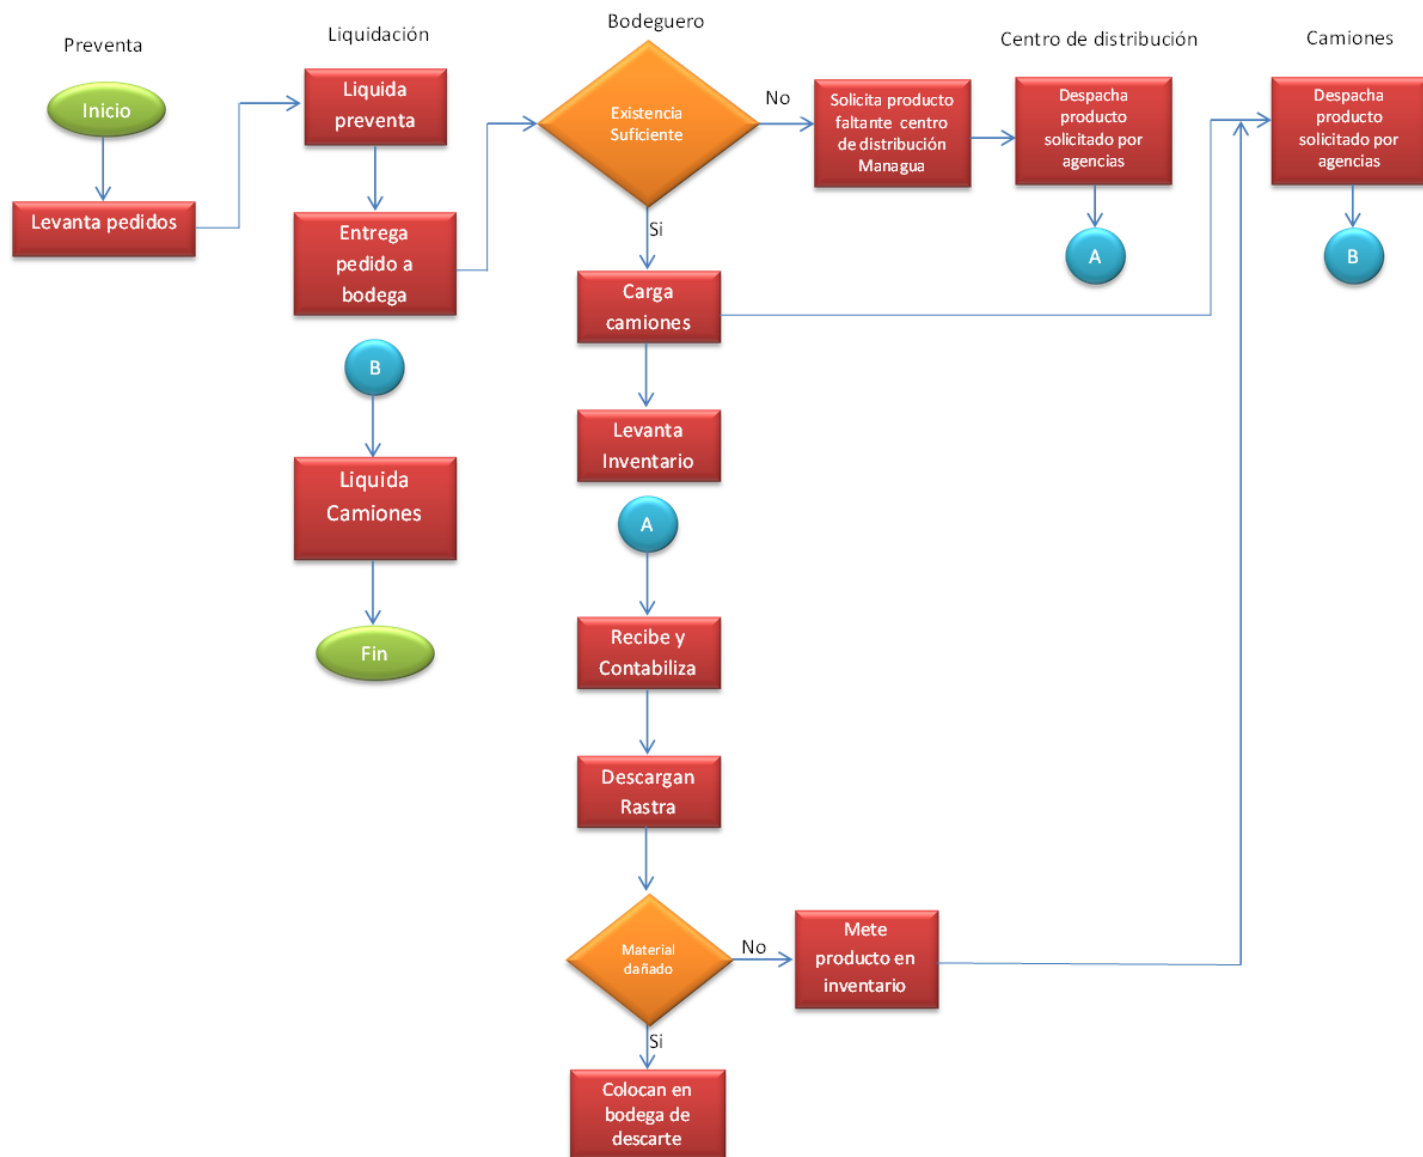 Preventa
Inicio
Levanta pedidos
Liquidación
Liquida
preventa
Entrega
pedido a
bodega
B
Liquida
Camiones
Fin
Bodeguero
Existencia
Suficiente
No
Si
Carga
camiones
Levanta
Inventario
A
Recibe y
Contabiliza
Descargan
Rastra
Material
dañado
No
Si
Mete
producto en
inventario
Colocan en
bodega de
descarte
Solicita producto
faltante centro
de distribución
Managua
Centro de distribución
Despacha
producto
solicitado por
agencias
A
Camiones
Despacha
producto
solicitado por
agencias
B